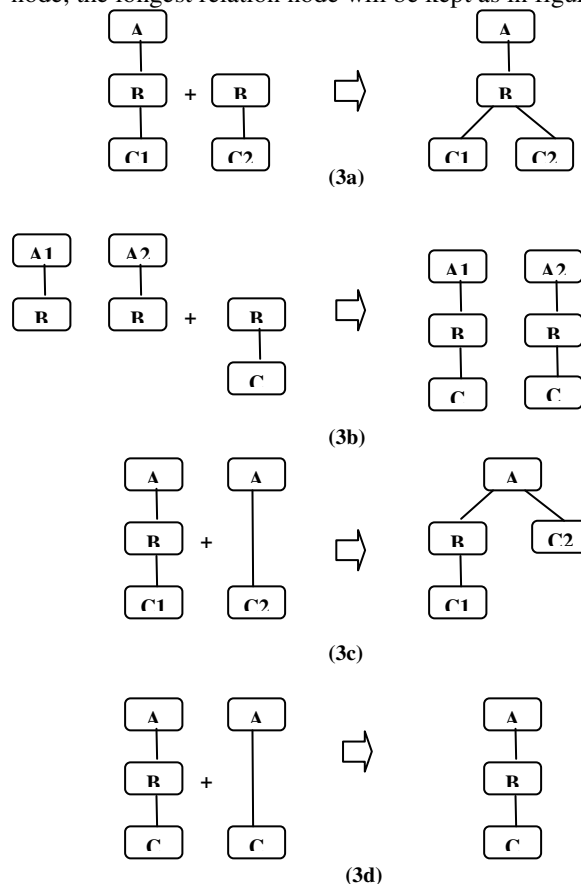 node, the longest relation node will be kept as in figu
A A
B + B B
C1 C2 C1 C2
(3a)
A1 A2 A1 A2
B B + B B B
C C C
(3b)
A A A
B + B C2
C1 C2 C1
(3c)
A A A
B + B
C C C
(3d)